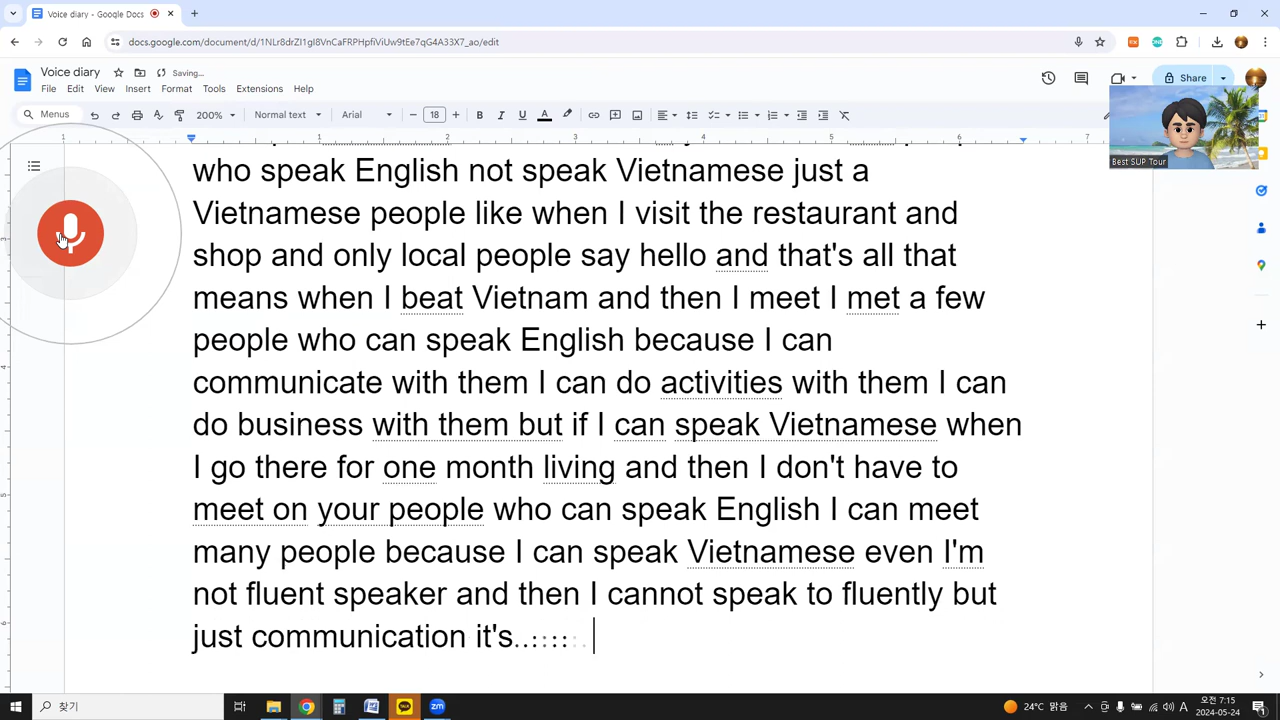 Voice diary - Google Docs
docs.google.com/document/d/1NLr8drZI1gI8VnCaFRPHpfiViUw9tEe7qG4A33X7_ao/edit
Voice diary
Saving...
File Edit View Insert Format Tools Extensions Help
Share
Menus
200%
Normal text
Arial
18
Best SUP Tour
who speak English not speak Vietnamese just a
Vietnamese people like when I visit the restaurant and
shop and only local people say hello and that's all that
means when I beat Vietnam and then I meet I met a few
people who can speak English because I can
communicate with them I can do activities with them I can
do business with them but if I can speak Vietnamese when
I go there for one month living and then I don't have to
meet on your people who can speak English I can meet
many people because I can speak Vietnamese even I'm
not fluent speaker and then I cannot speak to fluently but
just communication it's
찾기
24°C 맑음
오전 7:15
2024-05-24